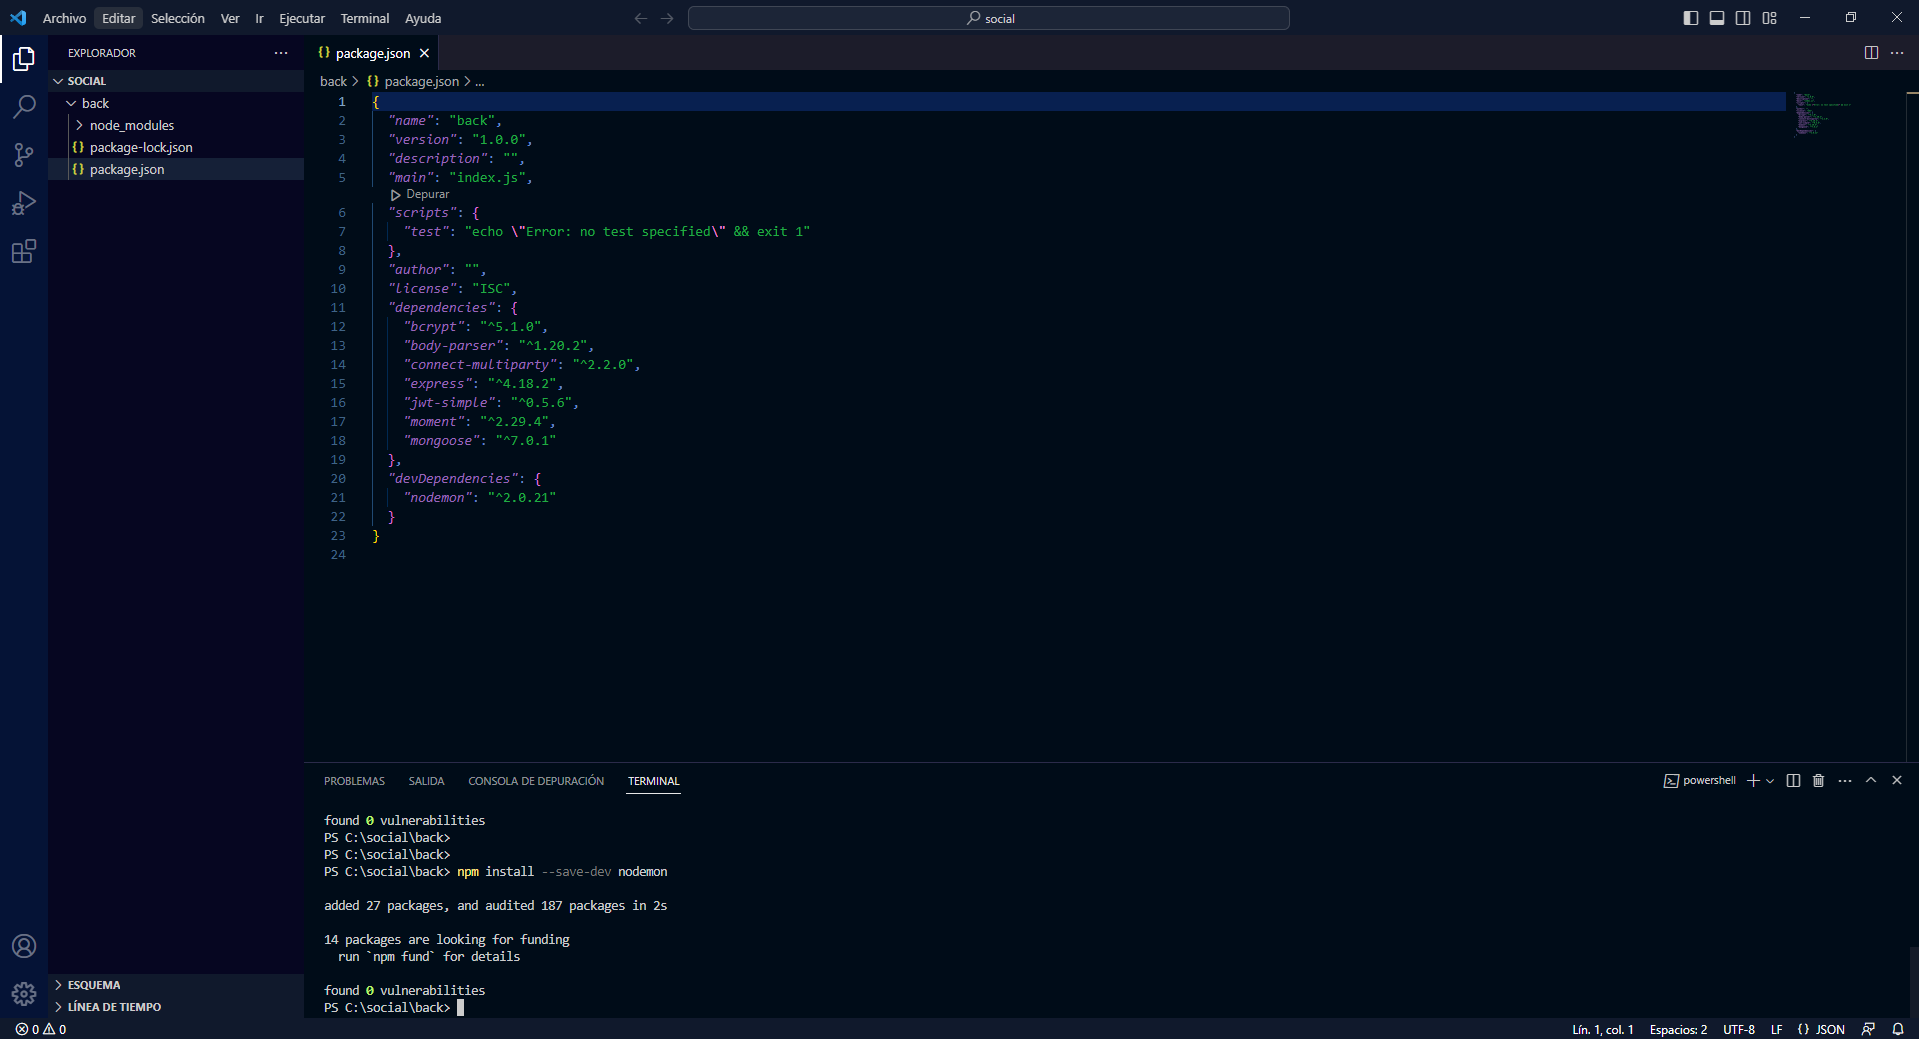 Archivo Editar Selección Ver Ir Ejecutar Terminal Ayuda
social
EXPLORADOR
SOCIAL
back
node_modules
package-lock.json
package.json
ESQUEMA
LÍNEA DE TIEMPO
package.json
back > {} package.json > ...
1 {
2 "name": "back",
3 "version": "1.0.0",
4 "description": "",
5 "main": "index.js",
Depurar
6 "scripts": {
7 "test": "echo \"Error: no test specified\" && exit 1"
8 },
9 "author": "",
10 "license": "ISC",
11 "dependencies": {
12 "bcrypt": "^5.1.0",
13 "body-parser": "^1.20.2",
14 "connect-multiparty": "^2.2.0",
15 "express": "^4.18.2",
16 "jwt-simple": "^0.5.6",
17 "moment": "^2.29.4",
18 "mongoose": "^7.0.1"
19 },
20 "devDependencies": {
21 "nodemon": "^2.0.21"
22 }
23 }
24
PROBLEMAS SALIDA CONSOLA DE DEPURACIÓN TERMINAL
powershell
found 0 vulnerabilities
PS C:\social\back>
PS C:\social\back>
PS C:\social\back> npm install --save-dev nodemon
added 27 packages, and audited 187 packages in 2s
14 packages are looking for funding
run `npm fund` for details
found 0 vulnerabilities
PS C:\social\back>
0 0
Lín. 1, col. 1 Espacios: 2 UTF-8 LF {} JSON